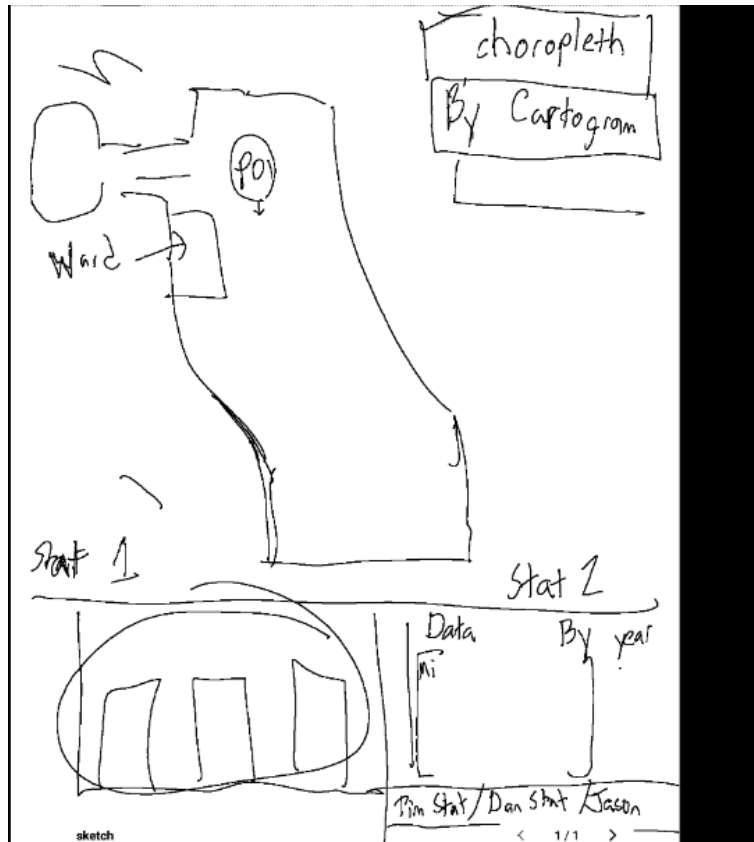 choropleth
By Cartogram
POI
Ward
Stat 1
Stat 2
Data By year
Tim Stat / Dan Stat / Jason
sketch
< 1/1 >